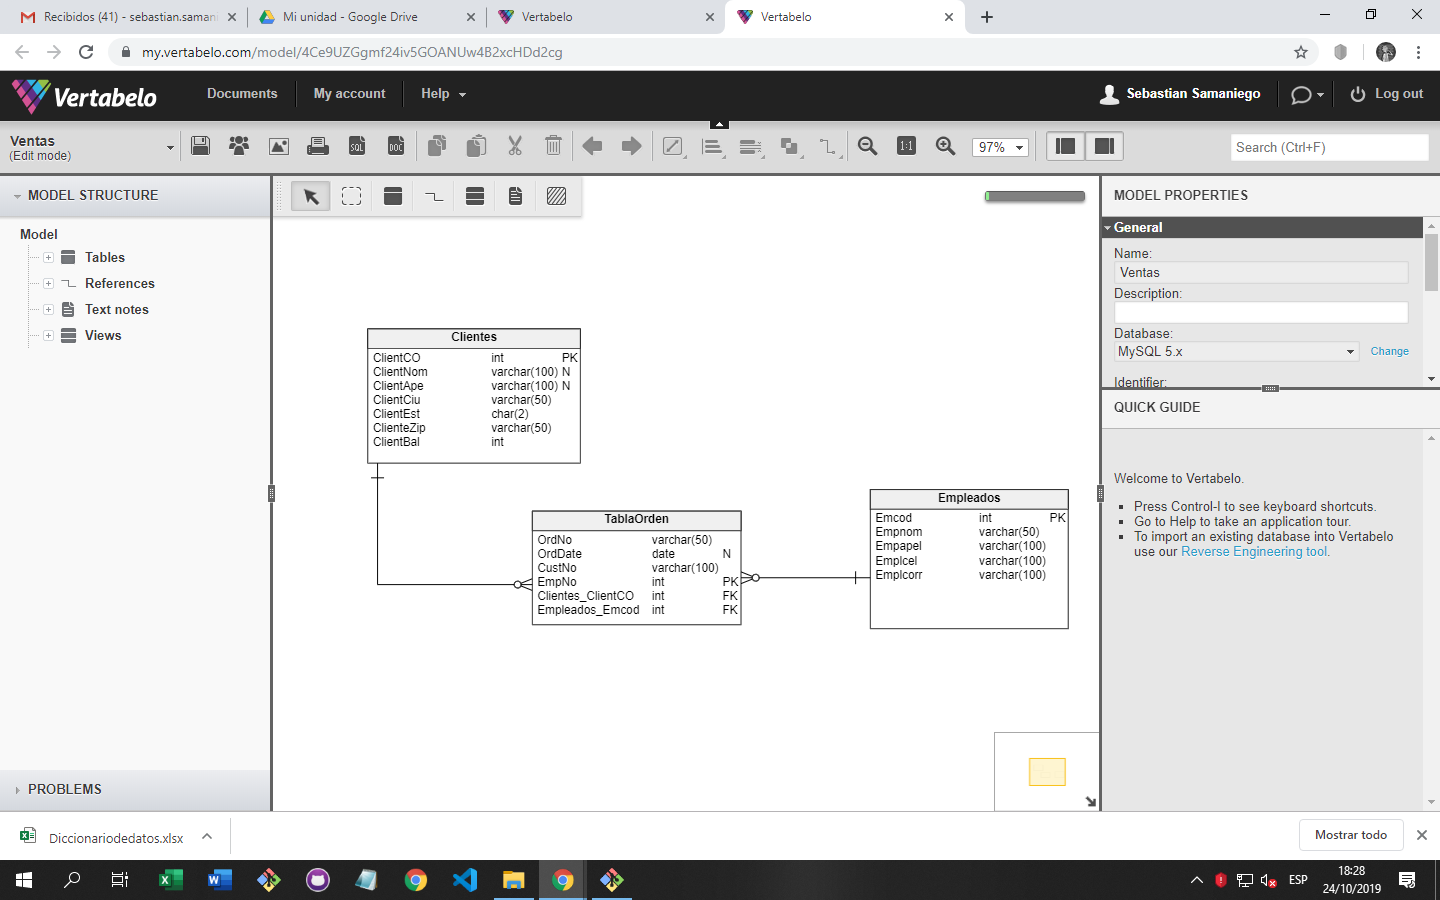 Recibidos (41) - sebastian.saman
Mi unidad - Google Drive
Vertabelo
Vertabelo
my.vertabelo.com/model/4Ce9UZGgmf24iv5GOANUw4B2xcHDd2cg
Vertabelo
Documents
My account
Help
Sebastian Samaniego
Log out
Ventas
(Edit mode)
SQL
DOC
1:1
97%
Search (Ctrl+F)
MODEL STRUCTURE
Model
Tables
References
Text notes
Views
PROBLEMS
Clientes
ClientCO int PK
ClientNom varchar(100) N
ClientApe varchar(100) N
ClientCiu varchar(50)
ClientEst char(2)
ClienteZip varchar(50)
ClientBal int
TablaOrden
OrdNo varchar(50)
OrdDate date N
CustNo varchar(100)
EmpNo int PK
Clientes_ClientCO int FK
Empleados_Emcod int FK
Empleados
Emcod int PK
Empnom varchar(50)
Empapel varchar(100)
Emplcel varchar(100)
Emplcorr varchar(100)
MODEL PROPERTIES
General
Name:
Ventas
Description:
Database:
MySQL 5.x
Change
Identifier:
QUICK GUIDE
Welcome to Vertabelo.
Press Control-I to see keyboard shortcuts.
Go to Help to take an application tour.
To import an existing database into Vertabelo
use our Reverse Engineering tool.
Diccionariodedatos.xlsx
Mostrar todo
ESP
18:28
24/10/2019